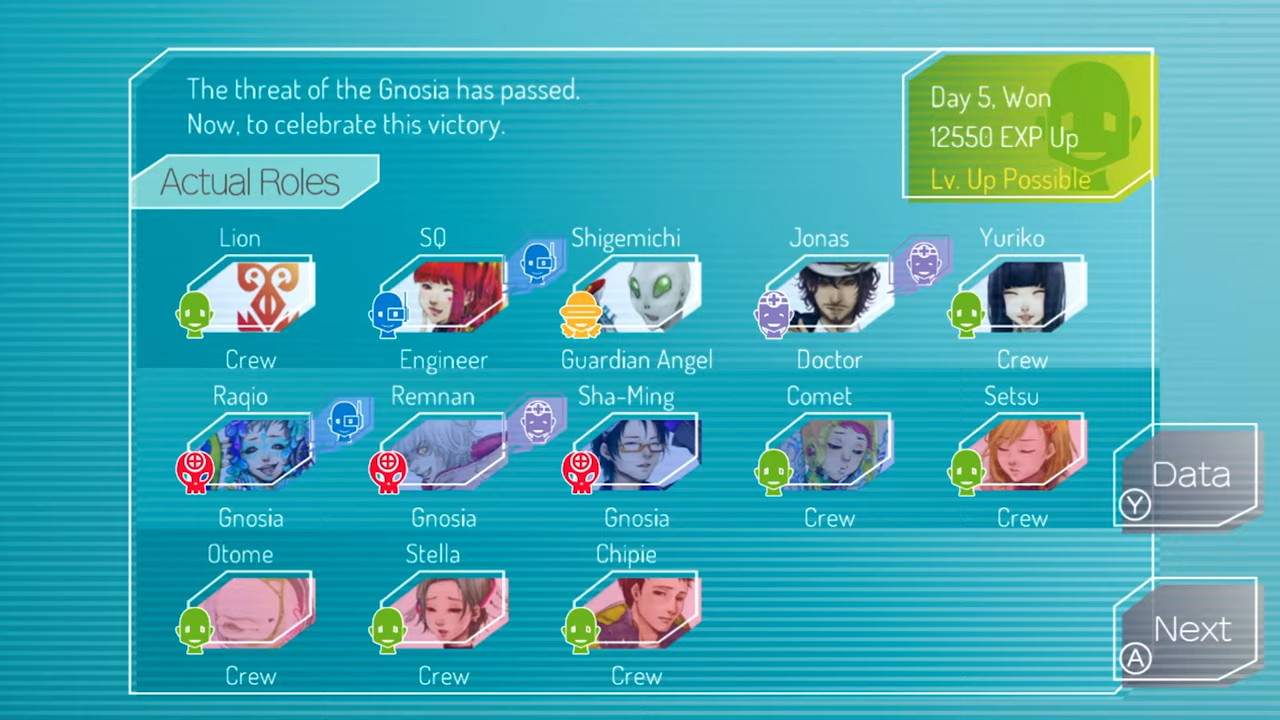 The threat of the Gnosia has passed.
Now, to celebrate this victory.
Day 5, Won
12550 EXP Up
Lv. Up Possible
Actual Roles
Lion SQ Shigemichi Jonas Yuriko
Crew Engineer Guardian Angel Doctor Crew
Raqio Remnan Sha-Ming Comet Setsu
Gnosia Gnosia Gnosia Crew Crew
Data
Y
Otome Stella Chipie
Crew Crew Crew
Next
A